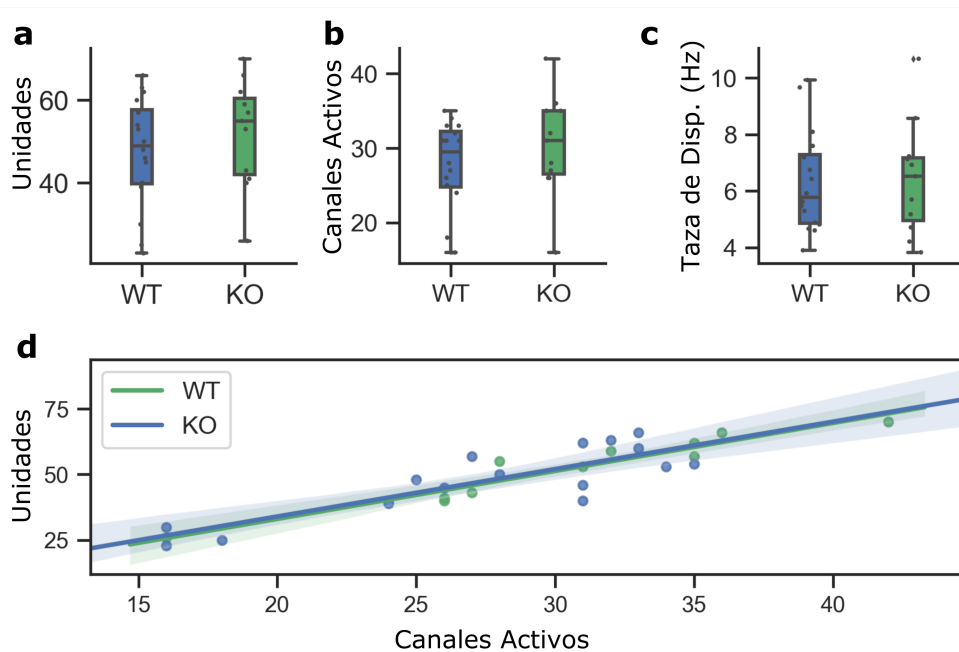 a
Unidades
60
40
WT
KO
b
Canales Activos
40
30
20
WT
KO
c
Taza de Disp. (Hz)
10
8
6
4
WT
KO
d
Unidades
75
50
25
WT
KO
15
20
25
30
35
40
Canales Activos